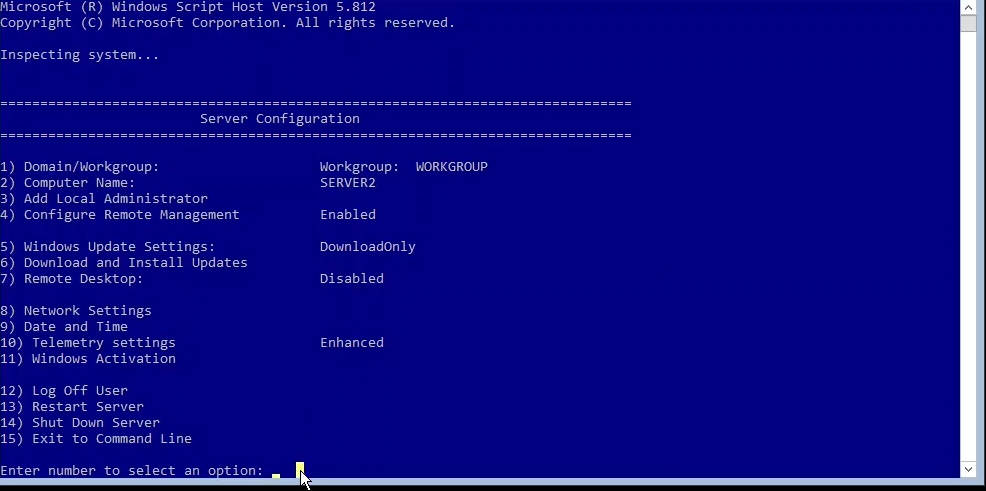 Microsoft (R) Windows Script Host Version 5.812
Copyright (C) Microsoft Corporation. All rights reserved.
Inspecting system...
===============================================================================
Server Configuration
===============================================================================
1) Domain/Workgroup: Workgroup: WORKGROUP
2) Computer Name: SERVER2
3) Add Local Administrator
4) Configure Remote Management Enabled
5) Windows Update Settings: DownloadOnly
6) Download and Install Updates
7) Remote Desktop: Disabled
8) Network Settings
9) Date and Time
10) Telemetry settings Enhanced
11) Windows Activation
12) Log Off User
13) Restart Server
14) Shut Down Server
15) Exit to Command Line
Enter number to select an option: